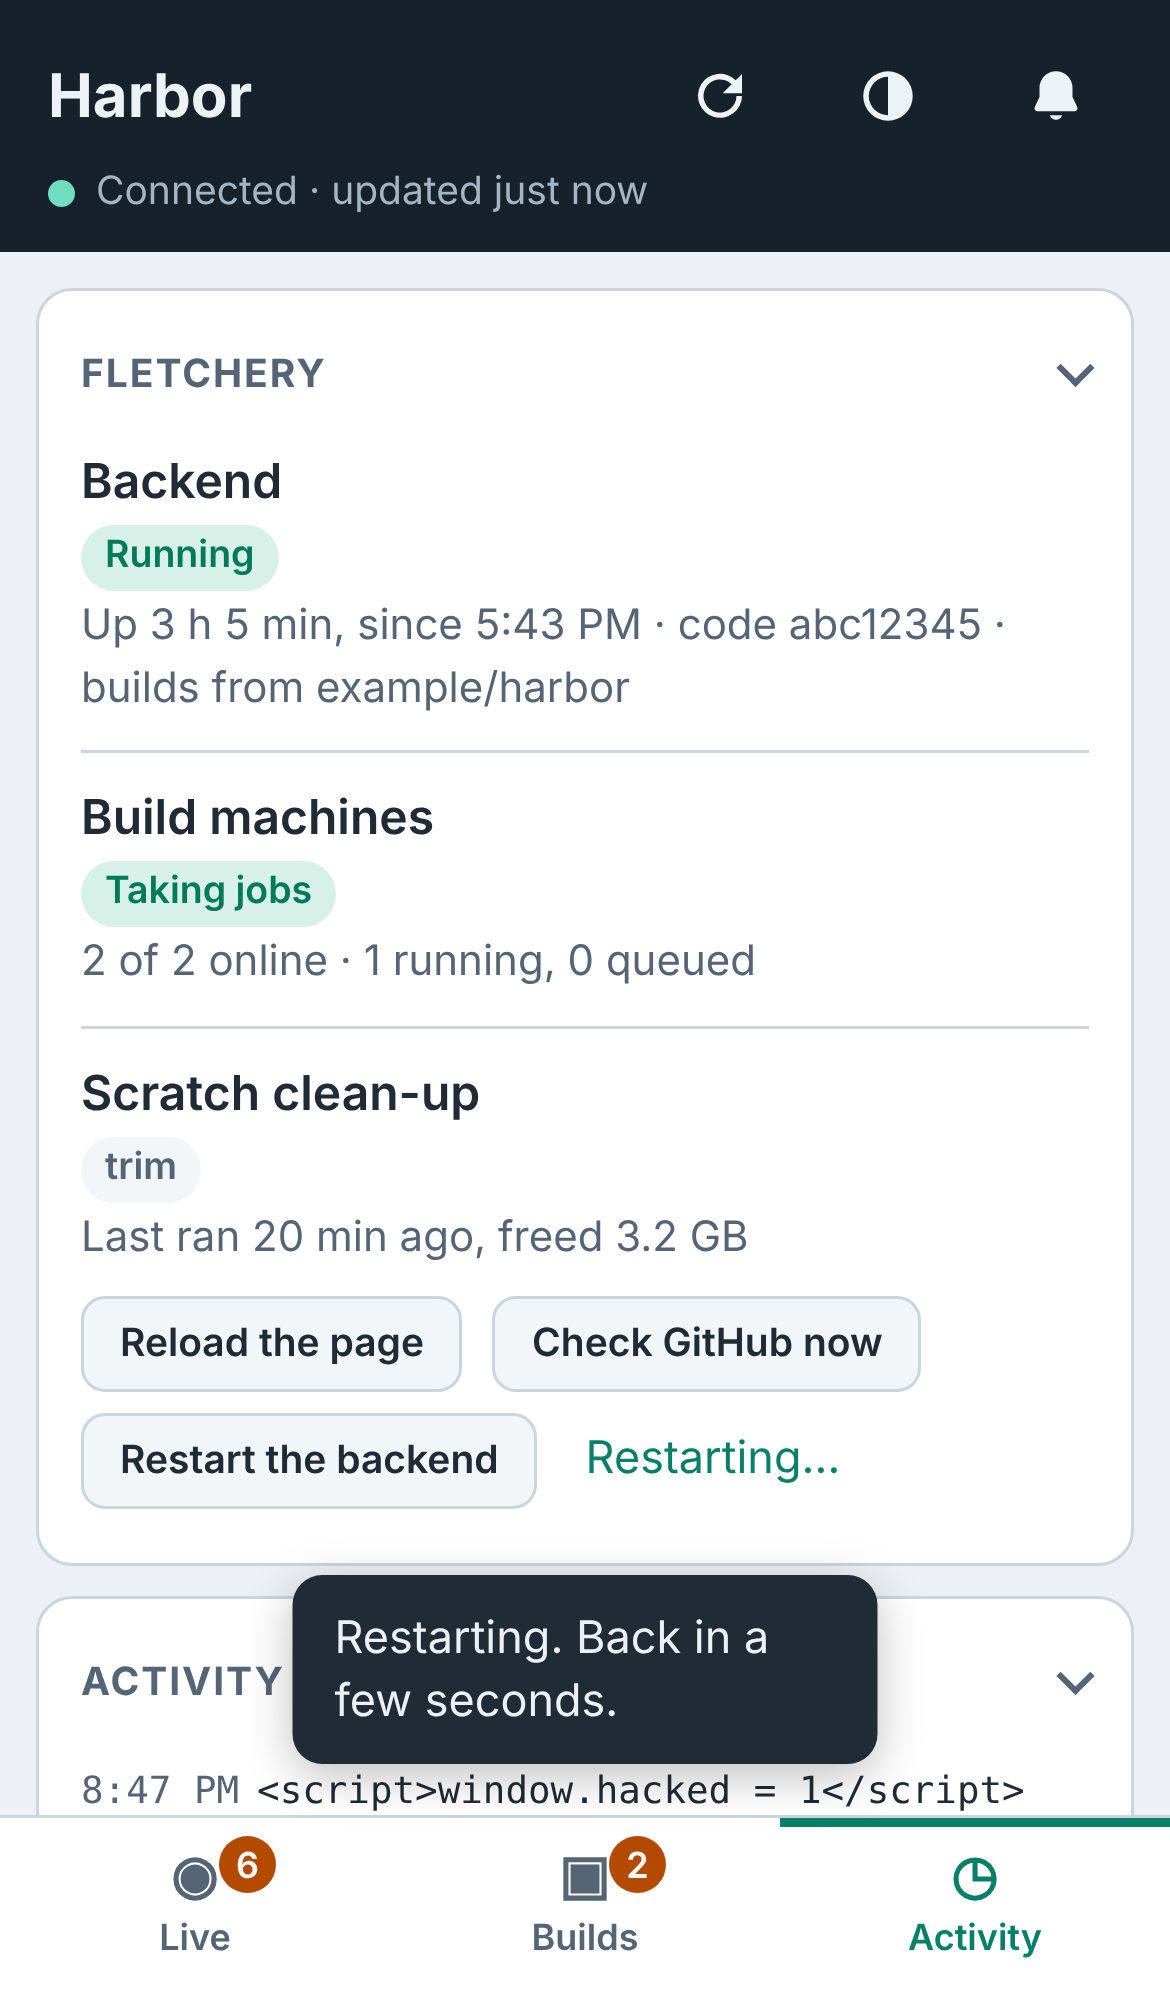 Harbor
Connected · updated just now
FLETCHERY
Backend
Running
Up 3 h 5 min, since 5:43 PM · code abc12345 ·
builds from example/harbor
Build machines
Taking jobs
2 of 2 online · 1 running, 0 queued
Scratch clean-up
trim
Last ran 20 min ago, freed 3.2 GB
Reload the page
Check GitHub now
Restart the backend
Restarting...
Restarting. Back in a
few seconds.
ACTIVITY
8:47 PM <script>window.hacked = 1</script>
6
2
Live
Builds
Activity